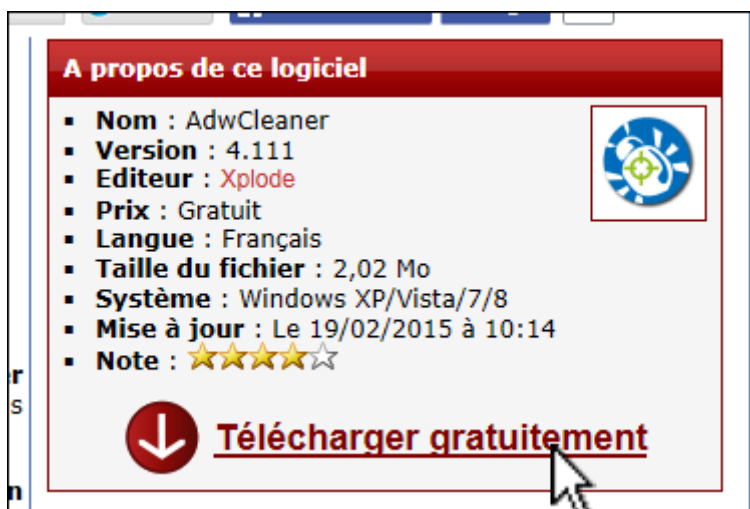 A propos de ce logiciel
Nom : AdwCleaner
Version : 4.111
Editeur : Xplode
Prix : Gratuit
Langue : Français
Taille du fichier : 2,02 Mo
Système : Windows XP/Vista/7/8
Mise à jour : Le 19/02/2015 à 10:14
Note :
Télécharger gratuitement